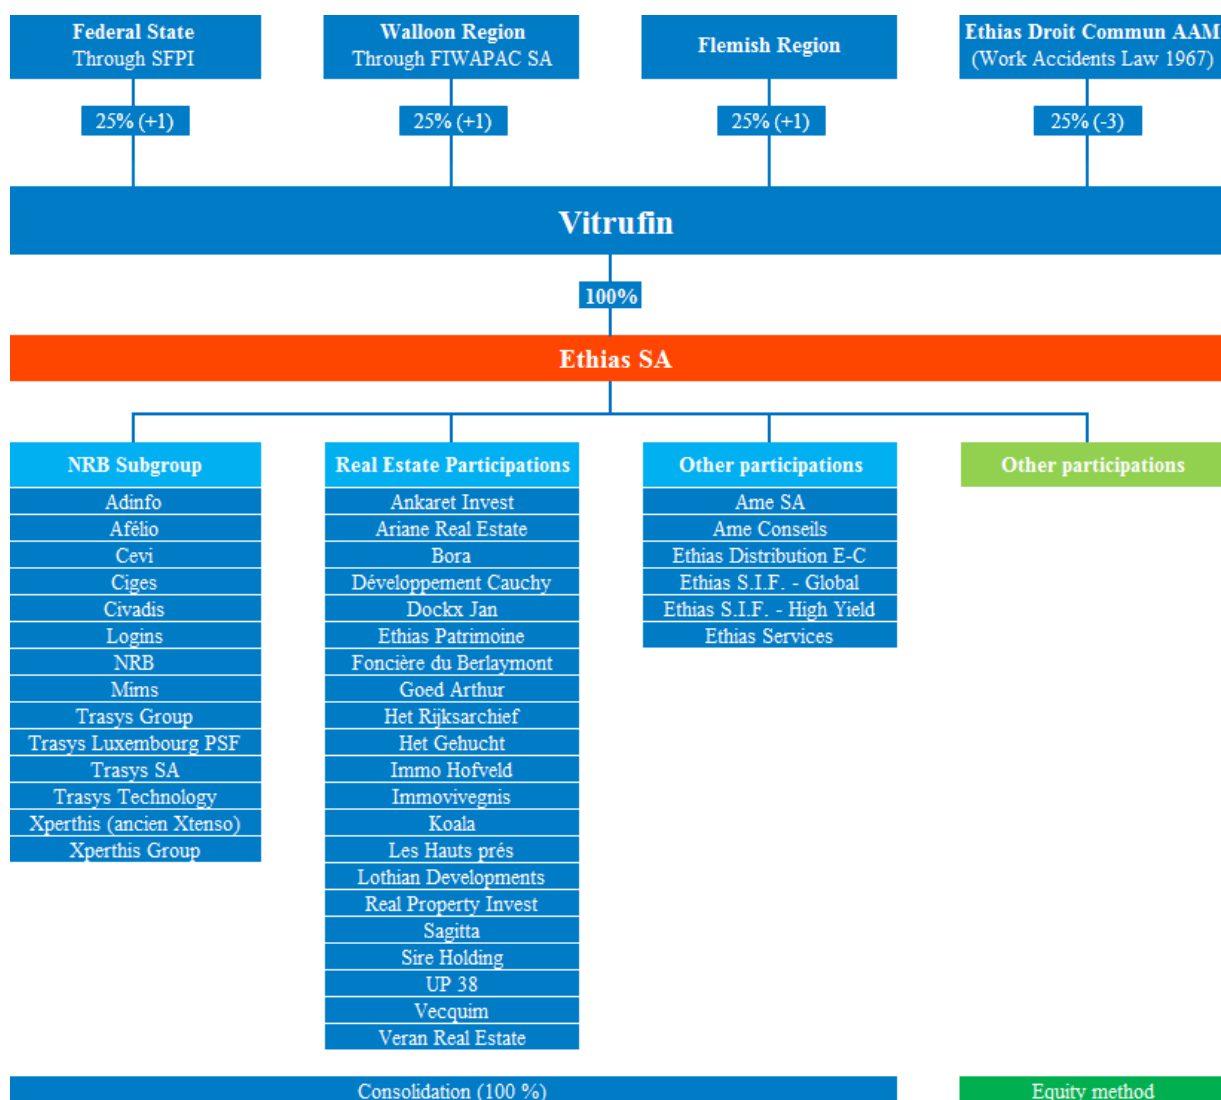 Federal State
Through SFPI
Walloon Region
Through FIWAPAC SA
Flemish Region
Ethias Droit Commun AAM
(Work Accidents Law 1967)
25% (+1)
25% (+1)
25% (+1)
25% (-3)
Vitrufin
100%
Ethias SA
NRB Subgroup
Adinfo
Afélio
Cevi
Ciges
Civadis
Logins
NRB
Mims
Trasys Group
Trasys Luxembourg PSF
Trasys SA
Trasys Technology
Xperthis (ancien Xtenso)
Xperthis Group
Real Estate Participations
Ankaret Invest
Ariane Real Estate
Bora
Développement Cauchy
Dockx Jan
Ethias Patrimoine
Foncière du Berlaymont
Goed Arthur
Het Rijksarchief
Het Gehucht
Immo Hofveld
Immovivegnis
Koala
Les Hauts prés
Lothian Developments
Real Property Invest
Sagitta
Sire Holding
UP 38
Vecquim
Veran Real Estate
Other participations
Ame SA
Ame Conseils
Ethias Distribution E-C
Ethias S.I.F. - Global
Ethias S.I.F. - High Yield
Ethias Services
Other participations
Consolidation (100 %)
Equity method